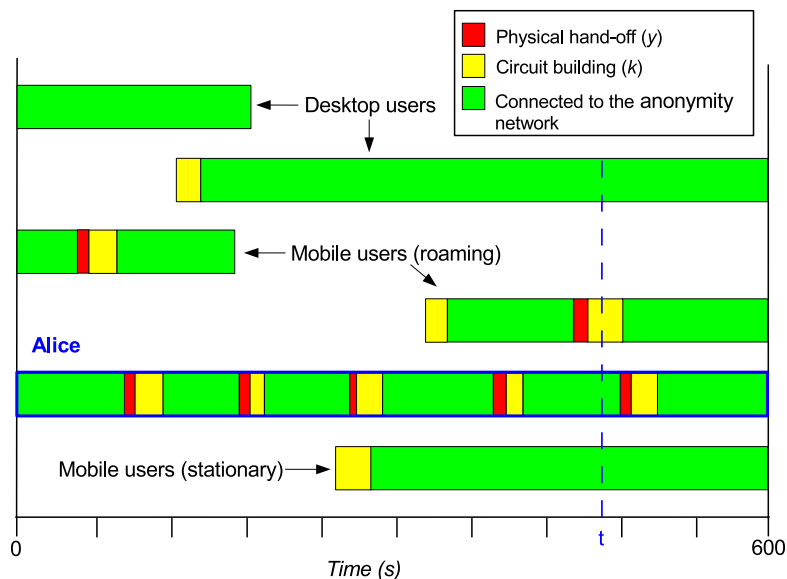 Physical hand-off (y)
Circuit building (k)
Connected to the anonymity
network
Desktop users
Mobile users (roaming)
Alice
Mobile users (stationary)
0
t
600
Time (s)